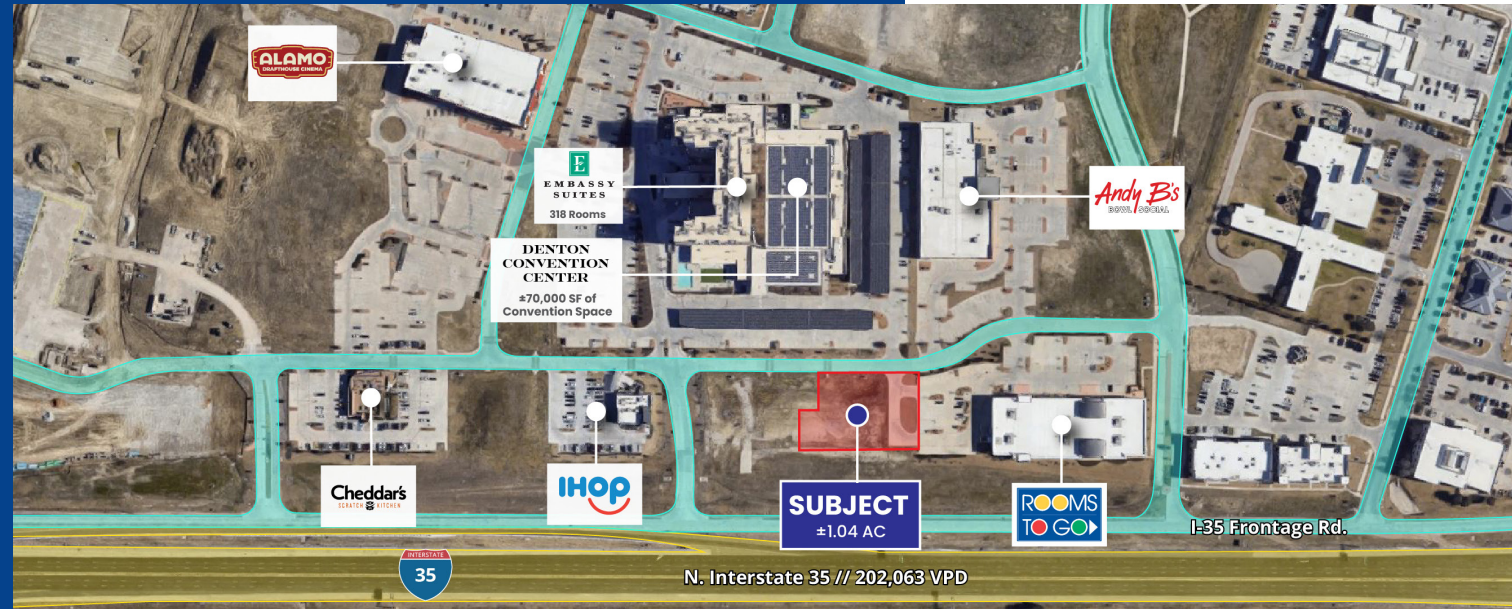 ALAMO
DRAFTHOUSE CINEMA
E
EMBASSY
SUITES
318 Rooms
DENTON
CONVENTION
CENTER
±70,000 SF of
Convention Space
Andy B's
BOWL SOCIAL
Cheddar's
SCRATCH KITCHEN
IHOP
SUBJECT
±1.04 AC
ROOMS
TO GO
I-35 Frontage Rd.
INTERSTATE
35
N. Interstate 35 // 202,063 VPD